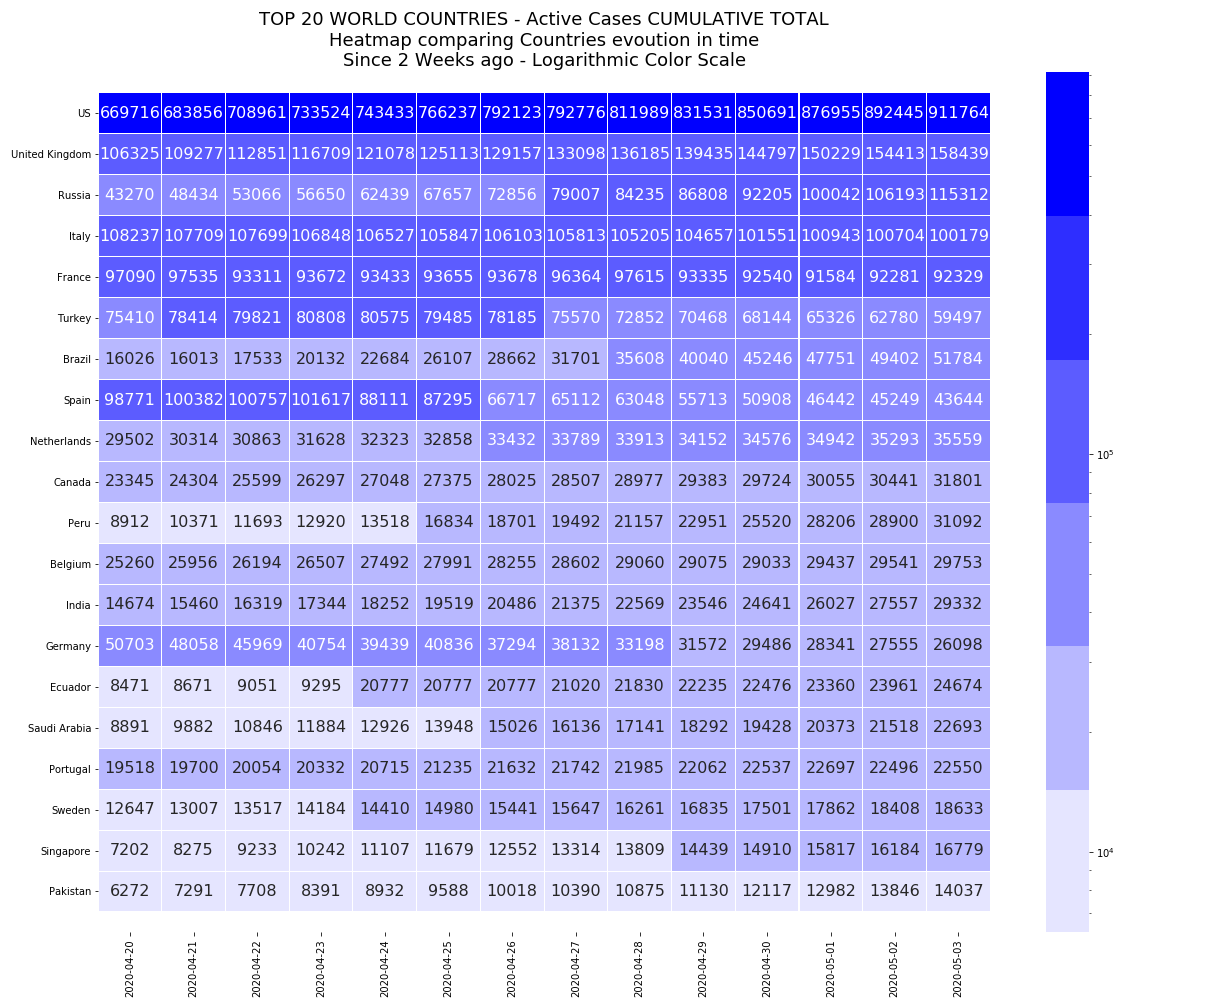 TOP 20 WORLD COUNTRIES - Active Cases CUMULATIVE TOTAL
Heatmap comparing Countries evoution in time
Since 2 Weeks ago - Logarithmic Color Scale
US 669716 683856 708961 733524 743433 766237 792123 792776 811989 831531 850691 876955 892445 911764
United Kingdom 106325 109277 112851 116709 121078 125113 129157 133098 136185 139435 144797 150229 154413 158439
Russia 43270 48434 53066 56650 62439 67657 72856 79007 84235 86808 92205 100042 106193 115312
Italy 108237 107709 107699 106848 106527 105847 106103 105813 105205 104657 101551 100943 100704 100179
France 97090 97535 93311 93672 93433 93655 93678 96364 97615 93335 92540 91584 92281 92329
Turkey 75410 78414 79821 80808 80575 79485 78185 75570 72852 70468 68144 65326 62780 59497
Brazil 16026 16013 17533 20132 22684 26107 28662 31701 35608 40040 45246 47751 49402 51784
Spain 98771 100382 100757 101617 88111 87295 66717 65112 63048 55713 50908 46442 45249 43644
Netherlands 29502 30314 30863 31628 32323 32858 33432 33789 33913 34152 34576 34942 35293 35559
Canada 23345 24304 25599 26297 27048 27375 28025 28507 28977 29383 29724 30055 30441 31801
Peru 8912 10371 11693 12920 13518 16834 18701 19492 21157 22951 25520 28206 28900 31092
Belgium 25260 25956 26194 26507 27492 27991 28255 28602 29060 29075 29033 29437 29541 29753
India 14674 15460 16319 17344 18252 19519 20486 21375 22569 23546 24641 26027 27557 29332
Germany 50703 48058 45969 40754 39439 40836 37294 38132 33198 31572 29486 28341 27555 26098
Ecuador 8471 8671 9051 9295 20777 20777 20777 21020 21830 22235 22476 23360 23961 24674
Saudi Arabia 8891 9882 10846 11884 12926 13948 15026 16136 17141 18292 19428 20373 21518 22693
Portugal 19518 19700 20054 20332 20715 21235 21632 21742 21985 22062 22537 22697 22496 22550
Sweden 12647 13007 13517 14184 14410 14980 15441 15647 16261 16835 17501 17862 18408 18633
Singapore 7202 8275 9233 10242 11107 11679 12552 13314 13809 14439 14910 15817 16184 16779
Pakistan 6272 7291 7708 8391 8932 9588 10018 10390 10875 11130 12117 12982 13846 14037
2020-04-20 2020-04-21 2020-04-22 2020-04-23 2020-04-24 2020-04-25 2020-04-26 2020-04-27 2020-04-28 2020-04-29 2020-04-30 2020-05-01 2020-05-02 2020-05-03
10⁵
10⁴